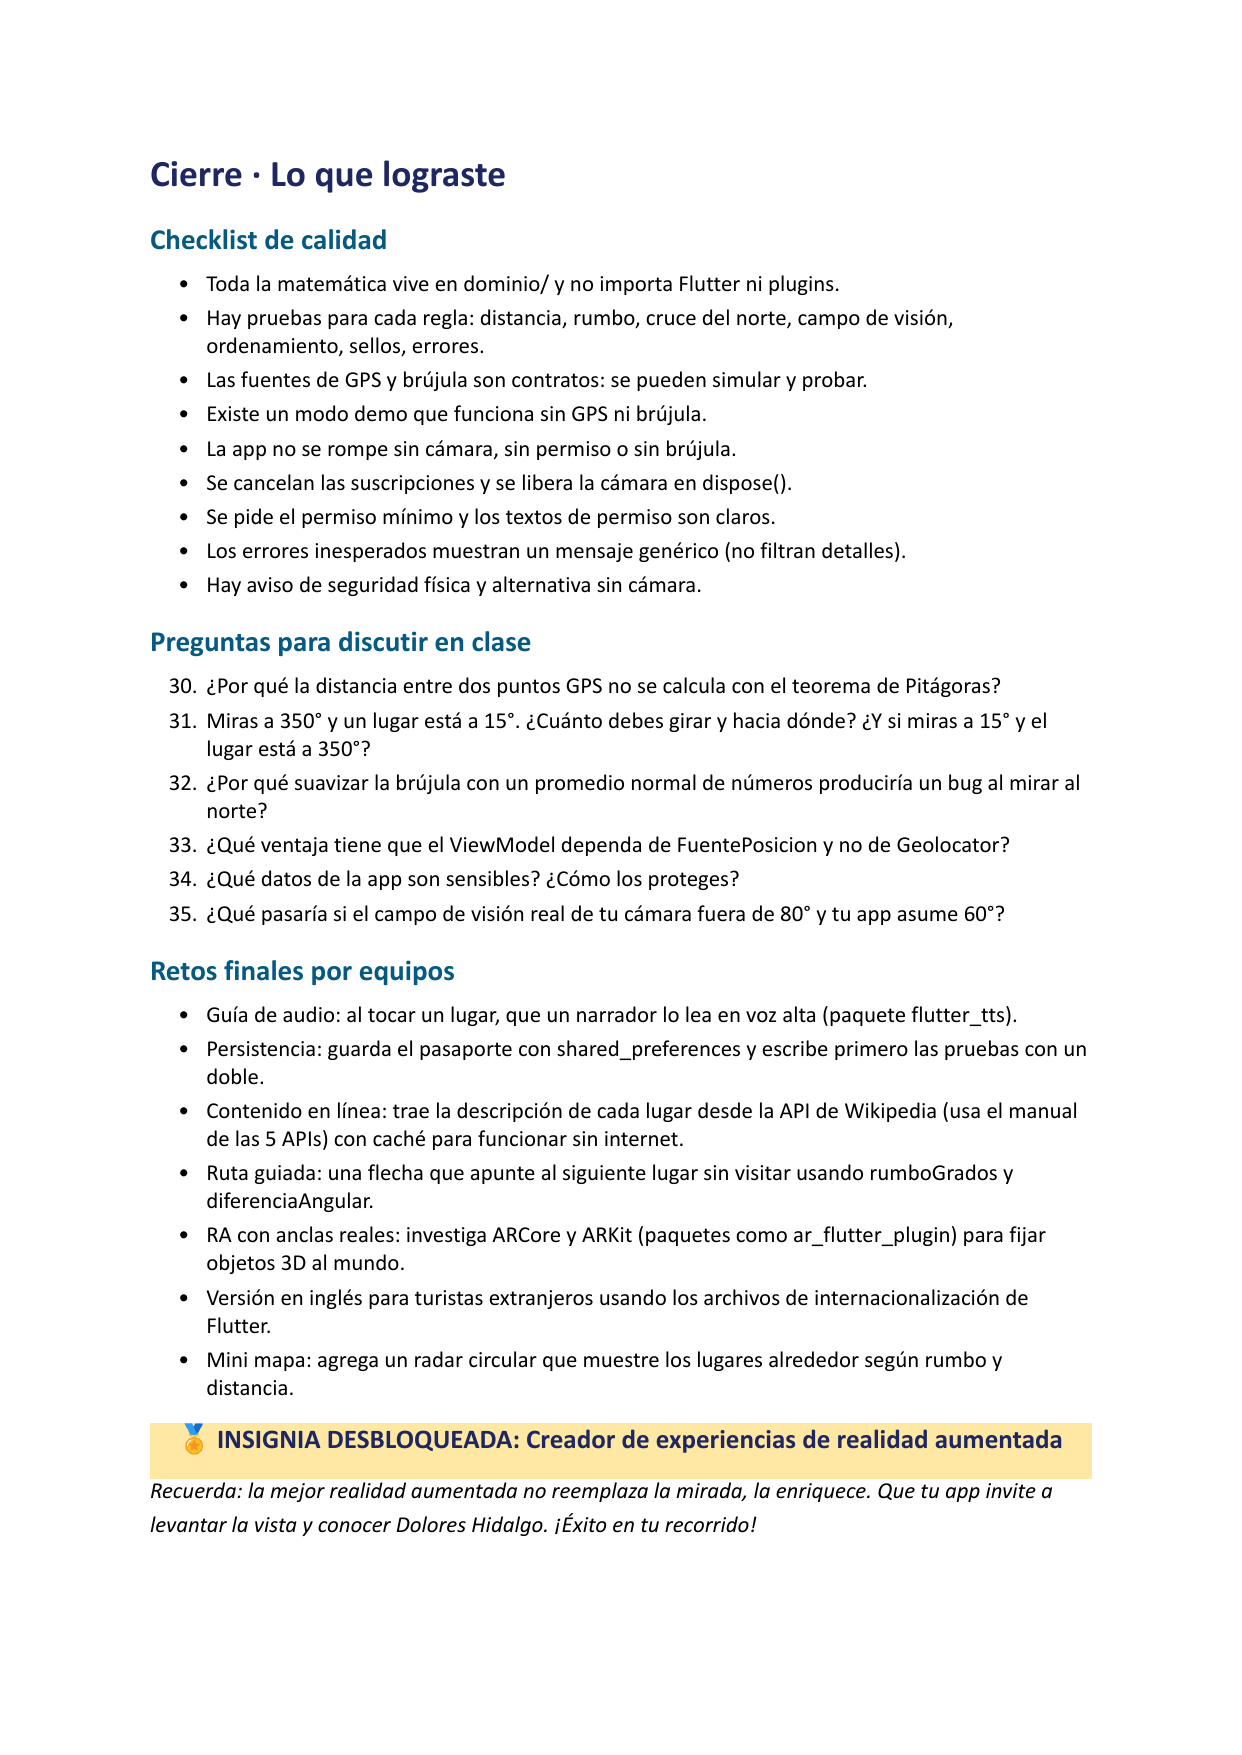 Cierre · Lo que lograste
Checklist de calidad
• Toda la matemática vive en dominio/ y no importa Flutter ni plugins.
• Hay pruebas para cada regla: distancia, rumbo, cruce del norte, campo de visión,
ordenamiento, sellos, errores.
• Las fuentes de GPS y brújula son contratos: se pueden simular y probar.
• Existe un modo demo que funciona sin GPS ni brújula.
• La app no se rompe sin cámara, sin permiso o sin brújula.
• Se cancelan las suscripciones y se libera la cámara en dispose().
• Se pide el permiso mínimo y los textos de permiso son claros.
• Los errores inesperados muestran un mensaje genérico (no filtran detalles).
• Hay aviso de seguridad física y alternativa sin cámara.
Preguntas para discutir en clase
30. ¿Por qué la distancia entre dos puntos GPS no se calcula con el teorema de Pitágoras?
31. Miras a 350° y un lugar está a 15°. ¿Cuánto debes girar y hacia dónde? ¿Y si miras a 15° y el
lugar está a 350°?
32. ¿Por qué suavizar la brújula con un promedio normal de números produciría un bug al mirar al
norte?
33. ¿Qué ventaja tiene que el ViewModel dependa de FuentePosicion y no de Geolocator?
34. ¿Qué datos de la app son sensibles? ¿Cómo los proteges?
35. ¿Qué pasaría si el campo de visión real de tu cámara fuera de 80° y tu app asume 60°?
Retos finales por equipos
• Guía de audio: al tocar un lugar, que un narrador lo lea en voz alta (paquete flutter_tts).
• Persistencia: guarda el pasaporte con shared_preferences y escribe primero las pruebas con un
doble.
• Contenido en línea: trae la descripción de cada lugar desde la API de Wikipedia (usa el manual
de las 5 APIs) con caché para funcionar sin internet.
• Ruta guiada: una flecha que apunte al siguiente lugar sin visitar usando rumboGrados y
diferenciaAngular.
• RA con anclas reales: investiga ARCore y ARKit (paquetes como ar_flutter_plugin) para fijar
objetos 3D al mundo.
• Versión en inglés para turistas extranjeros usando los archivos de internacionalización de
Flutter.
• Mini mapa: agrega un radar circular que muestre los lugares alrededor según rumbo y
distancia.
🏅 INSIGNIA DESBLOQUEADA: Creador de experiencias de realidad aumentada
Recuerda: la mejor realidad aumentada no reemplaza la mirada, la enriquece. Que tu app invite a
levantar la vista y conocer Dolores Hidalgo. ¡Éxito en tu recorrido!